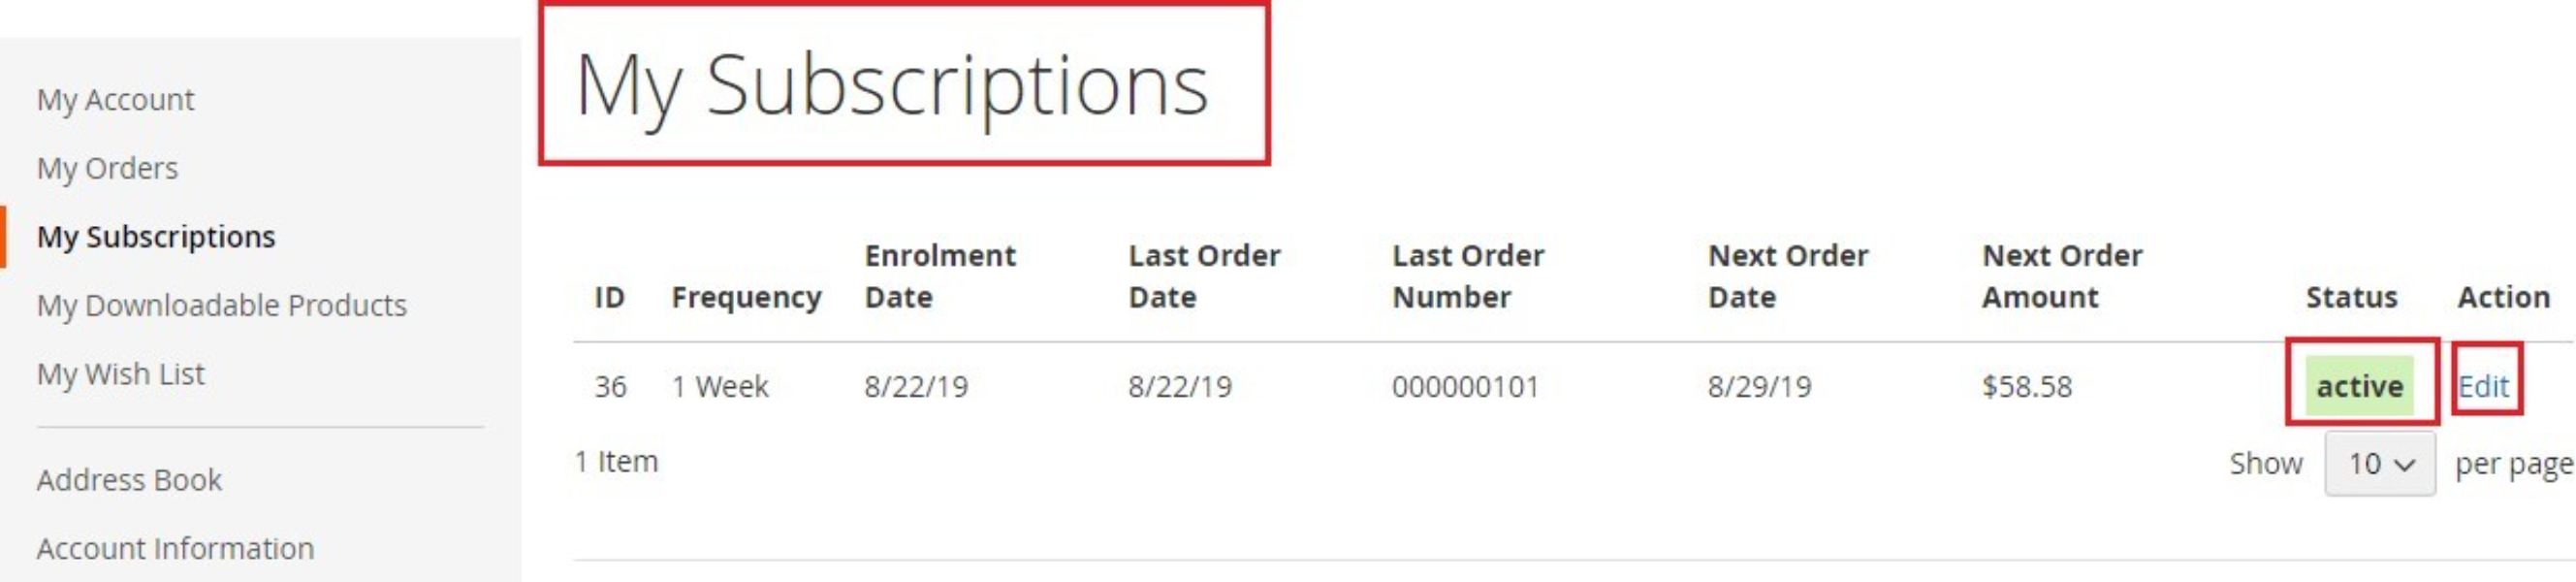 My Account
My Orders
My Subscriptions
My Downloadable Products
My Wish List
Address Book
Account Information
My Subscriptions
ID Frequency Enrolment Date Last Order Date Last Order Number Next Order Date Next Order Amount Status Action
36 1 Week 8/22/19 8/22/19 000000101 8/29/19 $58.58 active Edit
1 Item Show 10 per page